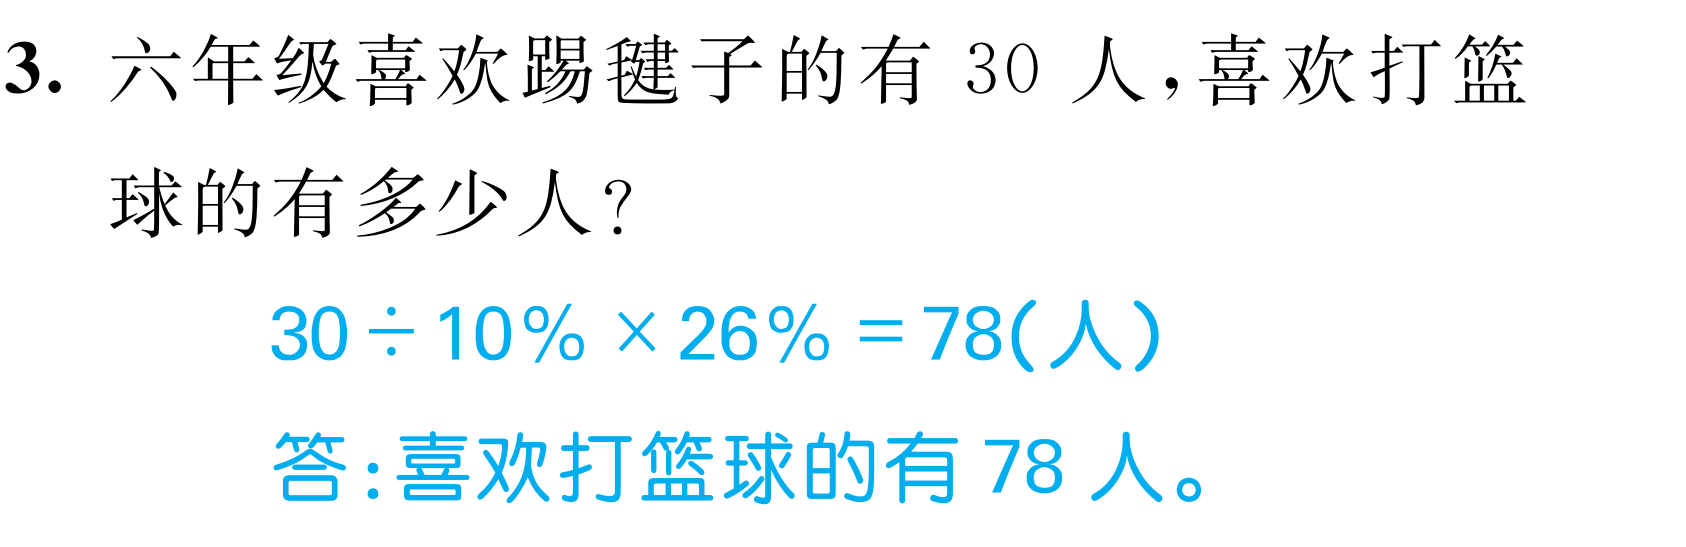 3. 六年级喜欢踢毽子的有 30 人,喜欢打篮
球的有多少人?
30÷10%×26%=78(人)
答:喜欢打篮球的有 78 人。